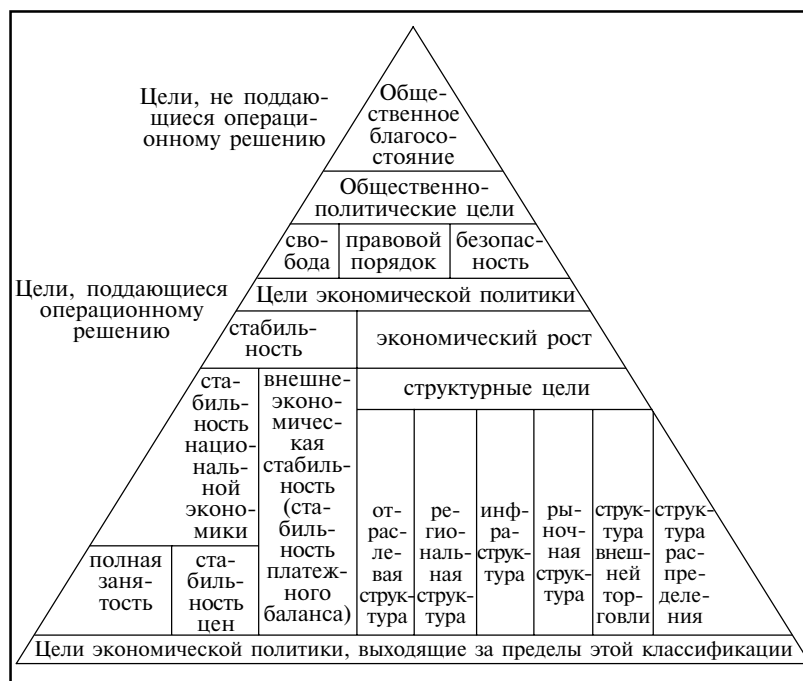 Цели, не поддаю-
щиеся операци-
онному решению
Обще-
ственное
благосо-
стояние
Общественно-
политические цели
сво-
бода
правовой
порядок
безопас-
ность
Цели, поддающиеся
операционному
решению
Цели экономической политики
стабиль-
ность
экономический рост
ста-
биль-
ность
нацио-
наль-
ной
эконо-
мики
внешне-
эконо-
мичес-
кая
стабиль-
ность
(ста-
биль-
ность
платеж-
ного
баланса)
структурные цели
полная
заня-
тость
ста-
биль-
ность
цен
от-
рас-
ле-
вая
струк-
тура
ре-
гио-
наль-
ная
струк-
тура
инф-
ра-
струк-
тура
ры-
ноч-
ная
струк-
тура
струк-
тура
внеш-
ней
тор-
говли
струк-
тура
рас-
пре-
деле-
ния
Цели экономической политики, выходящие за пределы этой классификации